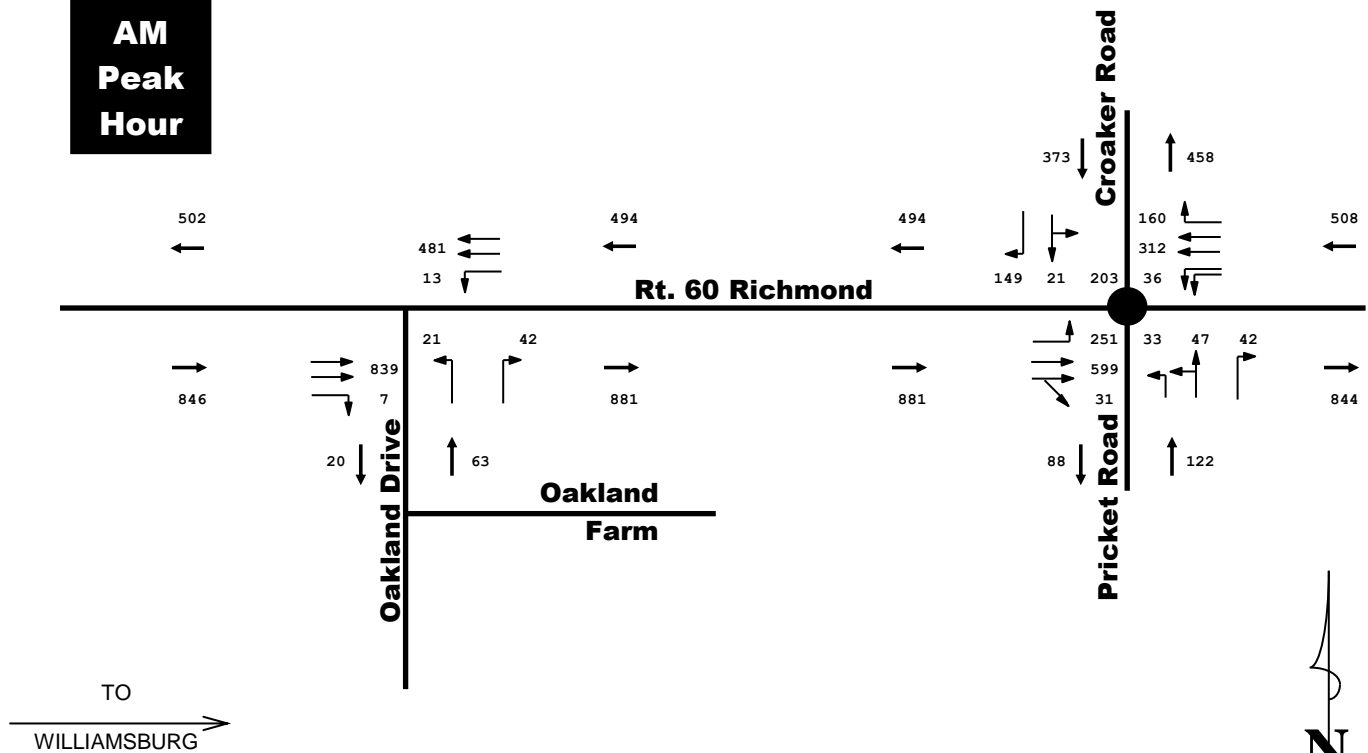 AM
Peak
Hour
Croaker Road
373
458
502
494
494
160
508
481
312
13
149 21 203 36
Rt. 60 Richmond
21 42
251 33 47 42
839
599
846
7
881
881
31
844
20
63
88
122
Oakland Drive
Oakland
Farm
Pricket Road
TO
WILLIAMSBURG
N